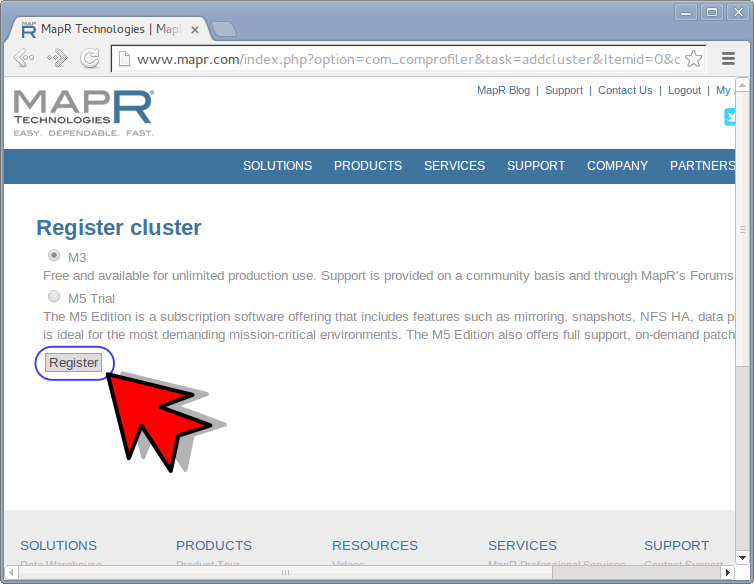 MapR Technologies | Map
www.mapr.com/index.php?option=com_comprofiler&task=addcluster&Itemid=0&c
MapR Blog | Support | Contact Us | Logout | My
MAPR®
TECHNOLOGIES
EASY. DEPENDABLE. FAST.
SOLUTIONS PRODUCTS SERVICES SUPPORT COMPANY PARTNERS
Register cluster
M3
Free and available for unlimited production use. Support is provided on a community basis and through MapR's Forums
M5 Trial
The M5 Edition is a subscription software offering that includes features such as mirroring, snapshots, NFS HA, data p
is ideal for the most demanding mission-critical environments. The M5 Edition also offers full support, on-demand patch
Register
SOLUTIONS PRODUCTS RESOURCES SERVICES SUPPORT
Data Warehouse Product Tour Videos MapR Professional Services Contact Support